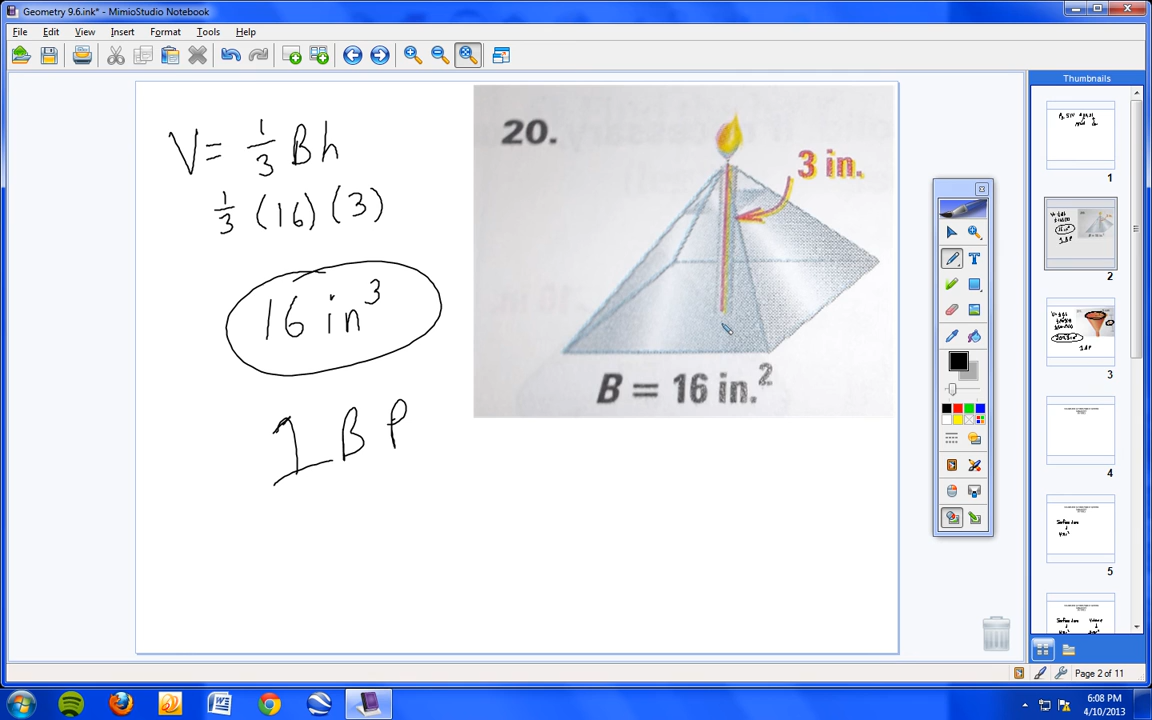 Geometry 9.6.ink* - MimioStudio Notebook
File Edit View Insert Format Tools Help
V= 1/3 Bh
1/3 (16) (3)
16 in³
1 B P
20.
3 in.
B = 16 in.²
Thumbnails
1
2
3
4
5
Page 2 of 11
6:08 PM
4/10/2013